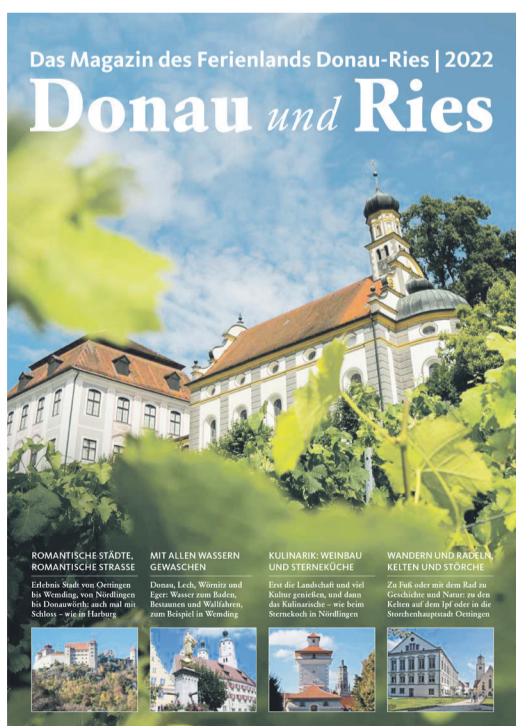 Das Magazin des Ferienlands Donau-Ries | 2022
Donau und Ries
ROMANTISCHE STÄDTE,
ROMANTISCHE STRASSE
Erlebnis Stadt von Oettingen
bis Wemding, von Nördlingen
bis Donauwörth: auch mal mit
Schloss – wie in Harburg
MIT ALLEN WASSERN
GEWASCHEN
Donau, Lech, Wörnitz und
Eger: Wasser zum Baden,
Bestaunen und Wallfahren,
zum Beispiel in Wemding
KULINARIK: WEINBAU
UND STERNEKÜCHE
Erst die Landschaft und viel
Kultur genießen, und dann
das Kulinarische – wie beim
Sternekoch in Nördlingen
WANDERN UND RADELN,
KELTEN UND STÖRCHE
Zu Fuß oder mit dem Rad zu
Geschichte und Natur: zu den
Kelten auf dem Ipf oder in die
Storchenhauptstadt Oettingen